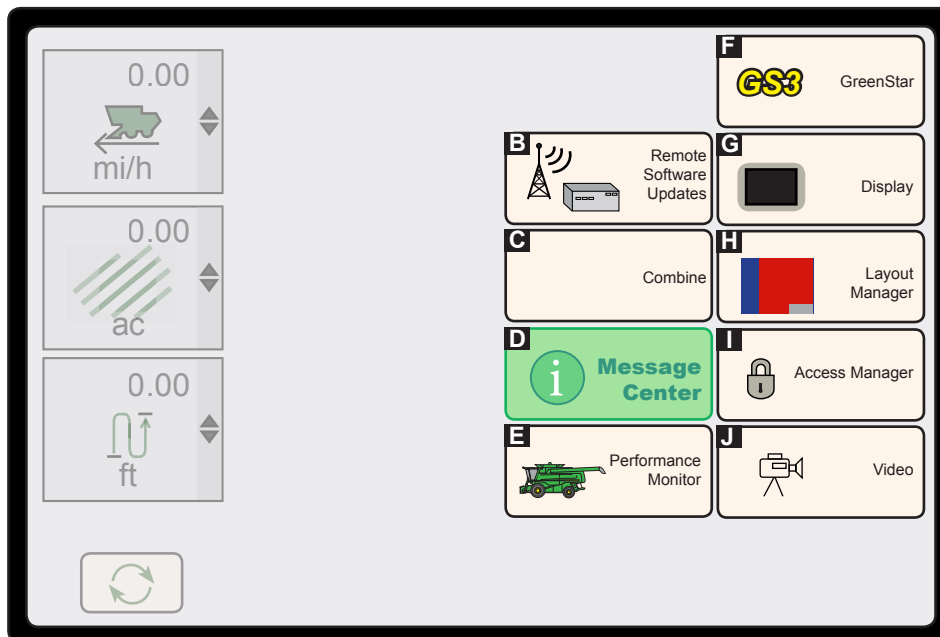 0.00
mi/h
0.00
ac
0.00
ft
B
Remote
Software
Updates
C
Combine
D
i
Message
Center
E
Performance
Monitor
F
GS3
GreenStar
G
Display
H
Layout
Manager
I
Access Manager
J
Video